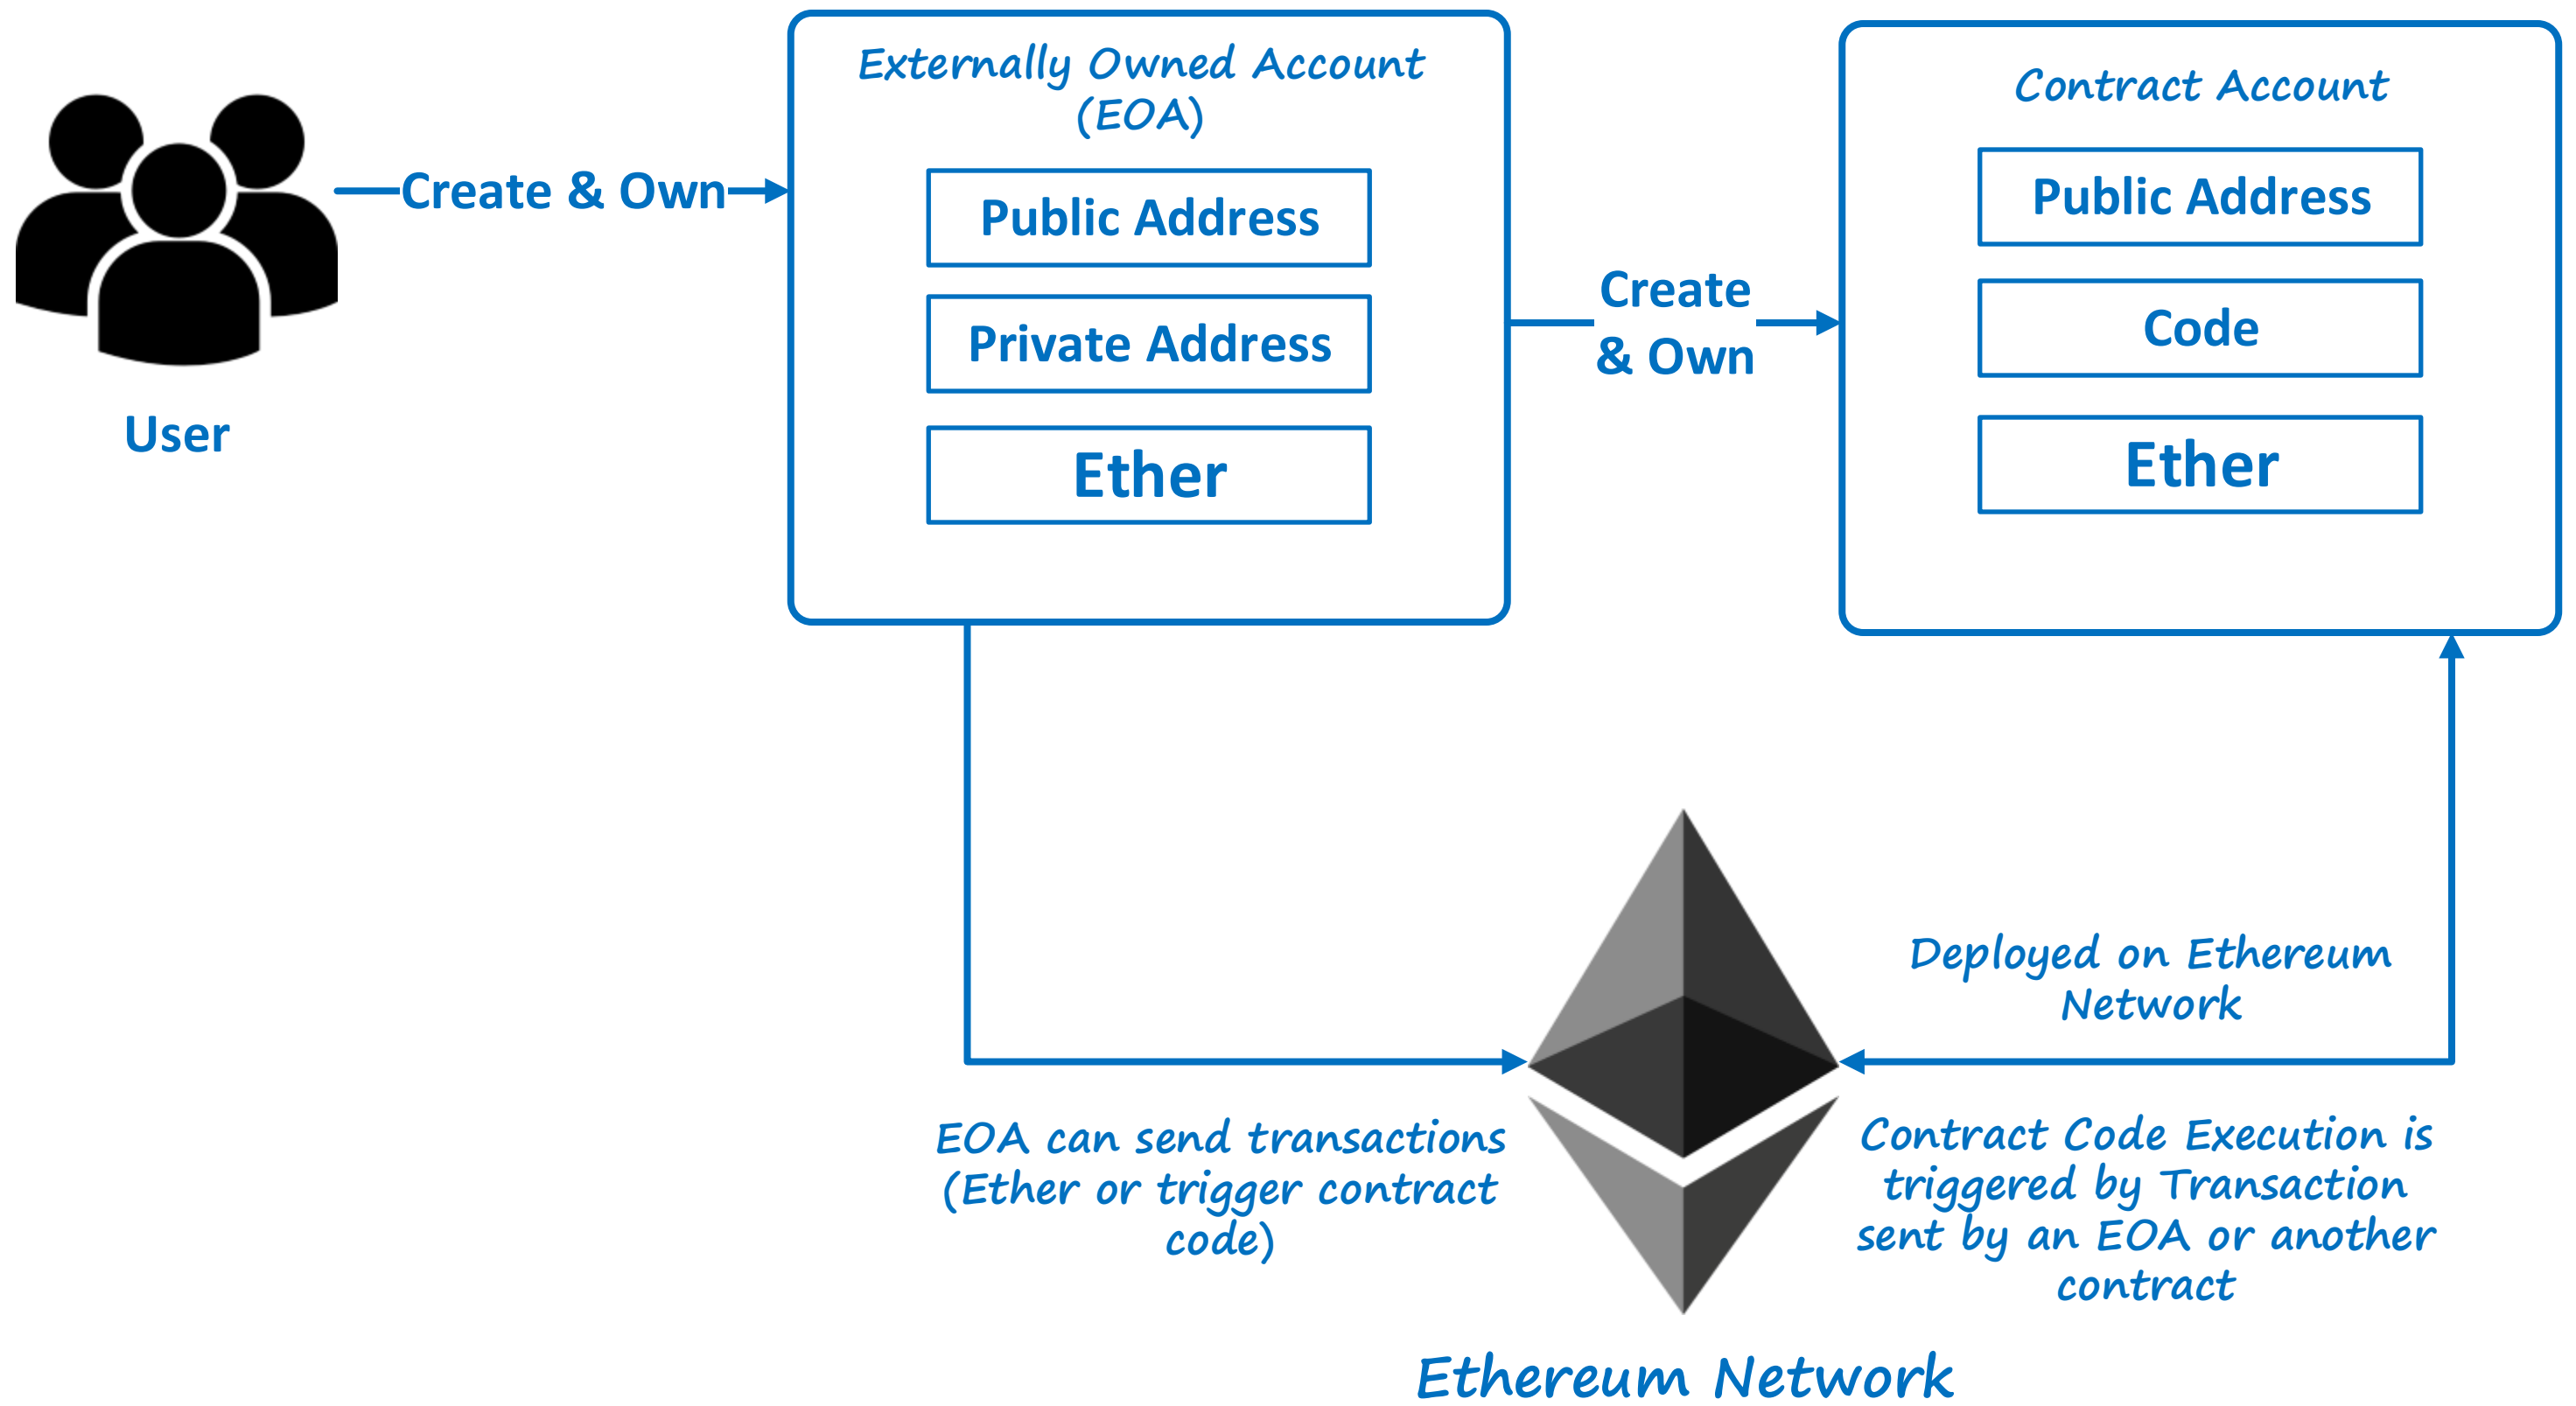 Externally Owned Account
(EOA)
Public Address
Private Address
Ether
Create & Own
User
Create
& Own
Contract Account
Public Address
Code
Ether
EOA can send transactions
(Ether or trigger contract
code)
Deployed on Ethereum
Network
Contract Code Execution is
triggered by Transaction
sent by an EOA or another
contract
Ethereum Network